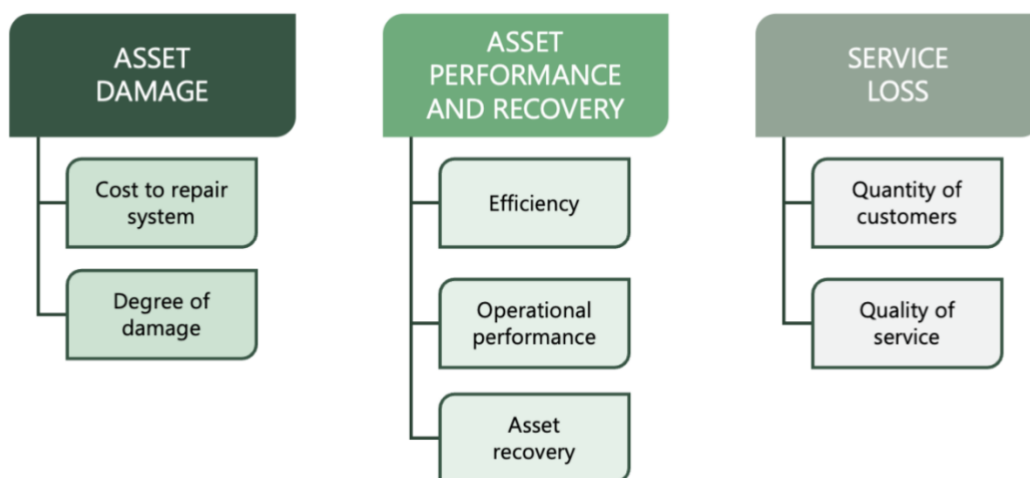 ASSET
DAMAGE
Cost to repair
system
Degree of
damage
ASSET
PERFORMANCE
AND RECOVERY
Efficiency
Operational
performance
Asset
recovery
SERVICE
LOSS
Quantity of
customers
Quality of
service